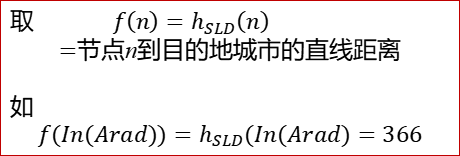 取 f(n) = h_SLD(n)
=节点n到目的地城市的直线距离
如
f(In(Arad)) = h_SLD(In(Arad) = 366